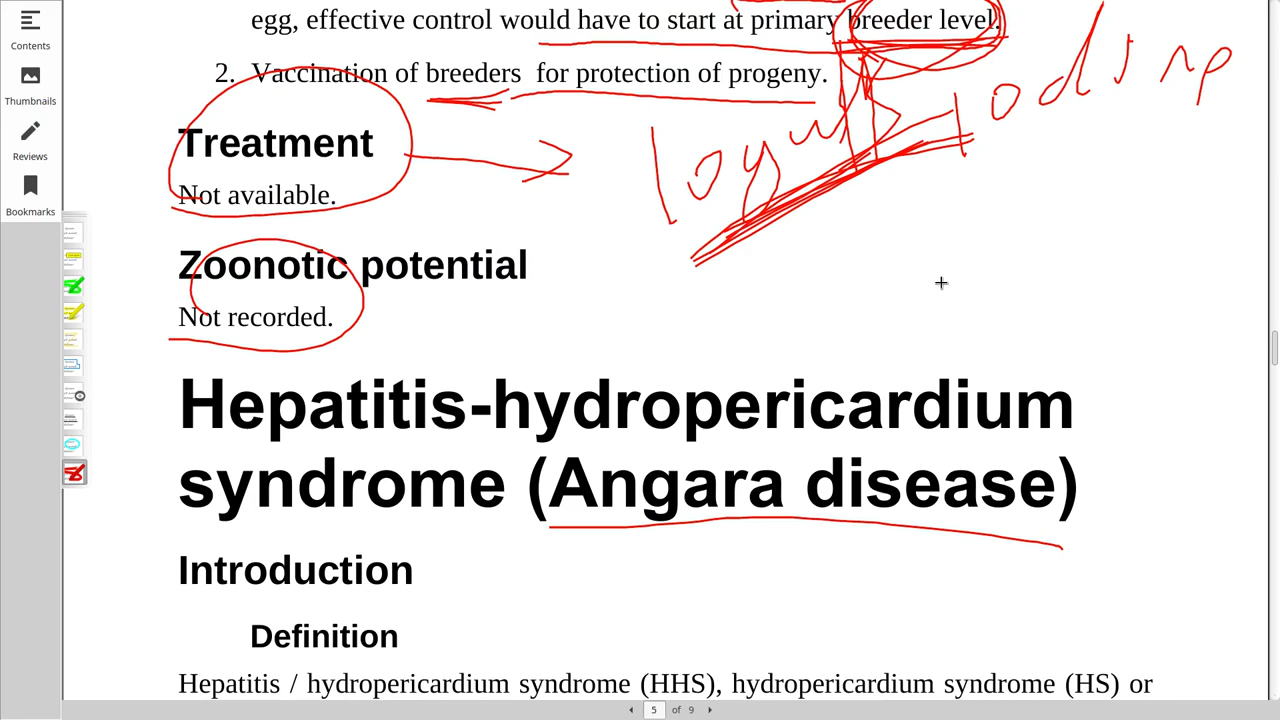 egg, effective control would have to start at primary breeder level.
2. Vaccination of breeders for protection of progeny.
Treatment
Not available.
Zoonotic potential
Not recorded.
Hepatitis-hydropericardium
syndrome (Angara disease)
Introduction
Definition
Hepatitis / hydropericardium syndrome (HHS), hydropericardium syndrome (HS) or
Contents
Thumbnails
Reviews
Bookmarks
5 of 9